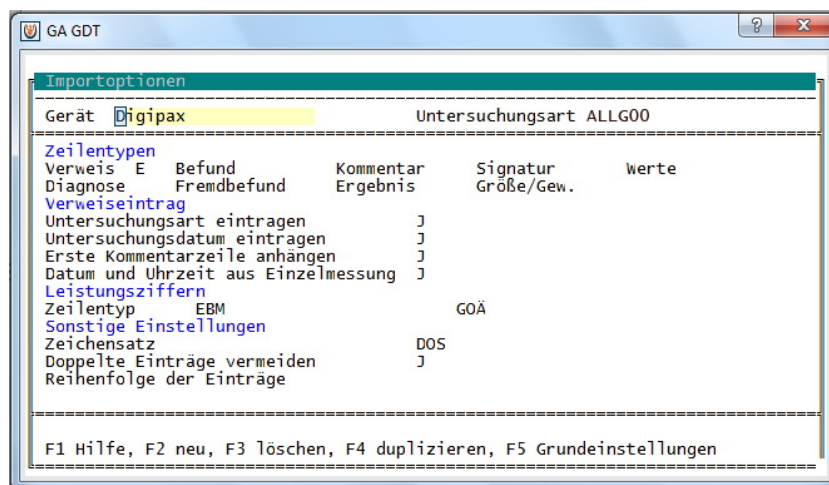 GA GDT
Importoptionen
Gerät Digipax Untersuchungsart ALLG00
Zeilentypen
Verweis E Befund Kommentar Signatur Werte
Diagnose Fremdbefund Ergebnis Größe/Gew.
Verweiseintrag
Untersuchungsart eintragen J
Untersuchungsdatum eintragen J
Erste Kommentarzeile anhängen J
Datum und Uhrzeit aus Einzelmessung J
Leistungsziffern
Zeilentyp EBM GOÄ
Sonstige Einstellungen
Zeichensatz DOS
Doppelte Einträge vermeiden J
Reihenfolge der Einträge
F1 Hilfe, F2 neu, F3 löschen, F4 duplizieren, F5 Grundeinstellungen